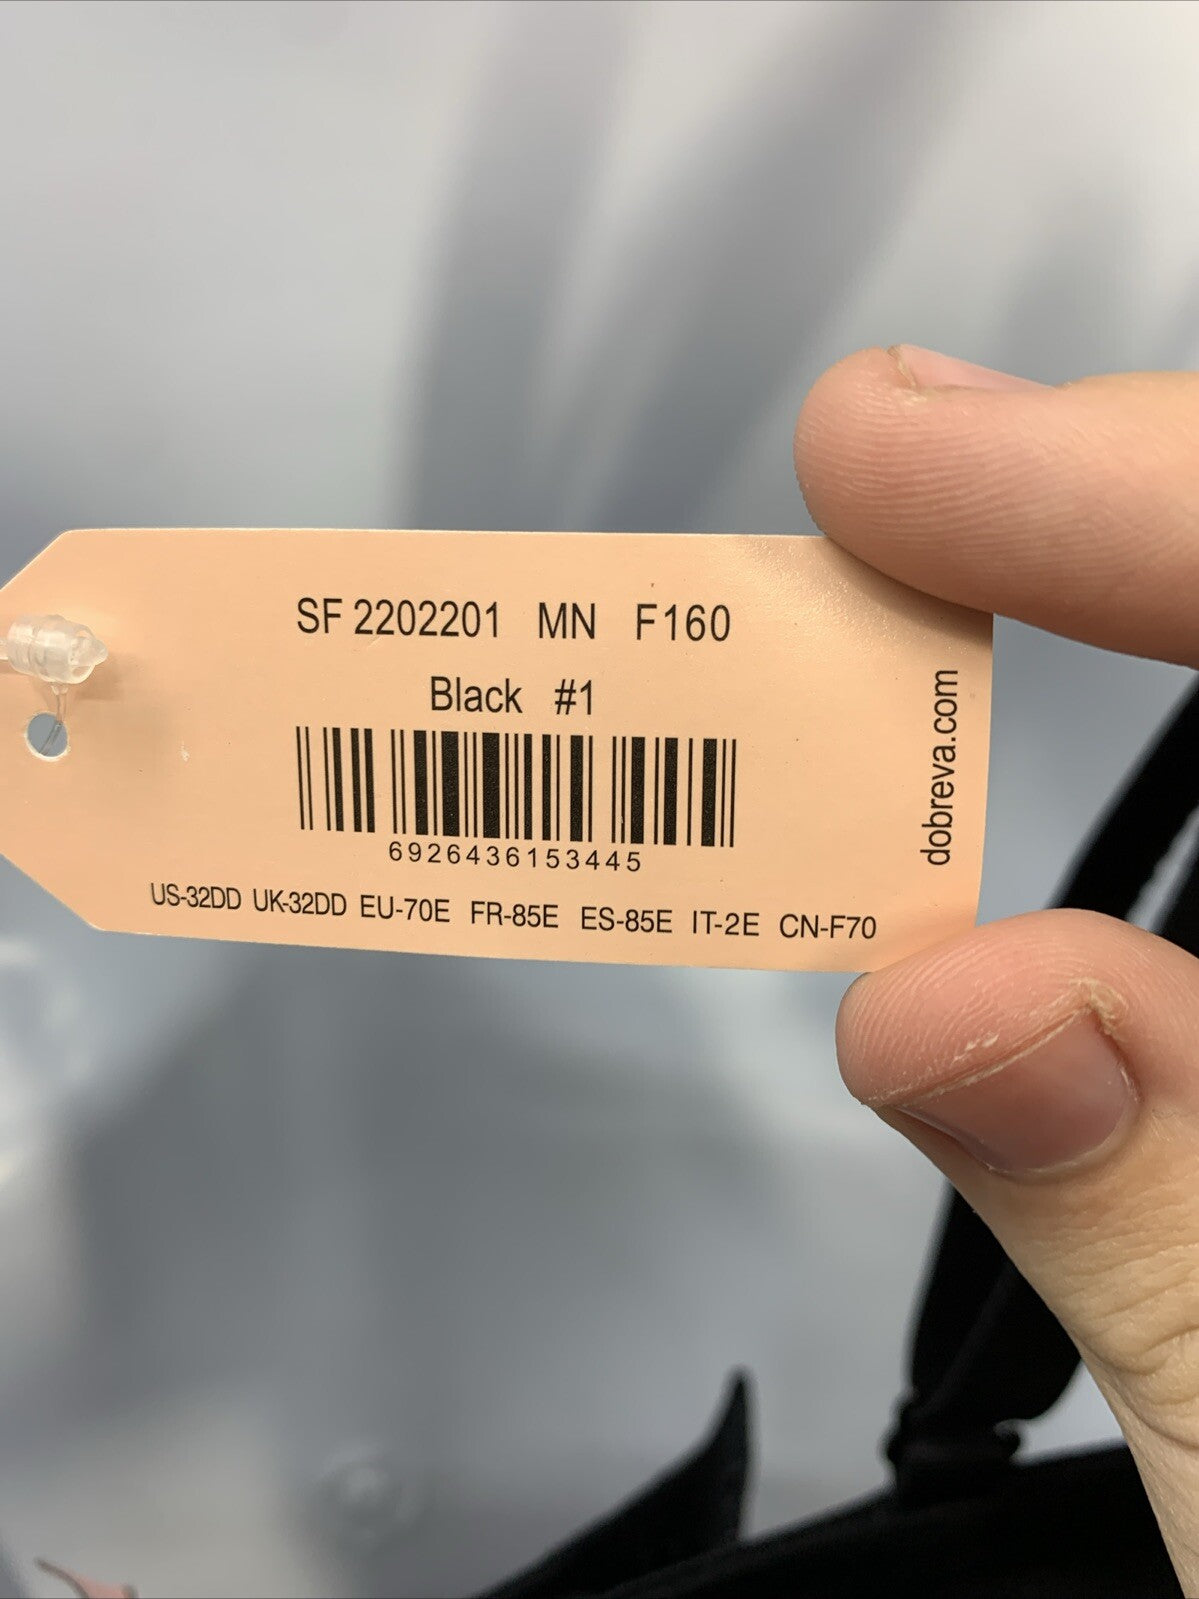 SF 2202201 MN F160
Black #1
6926436153445
US-32DD UK-32DD EU-70E FR-85E ES-85E IT-2E CN-F70
dobreva.com